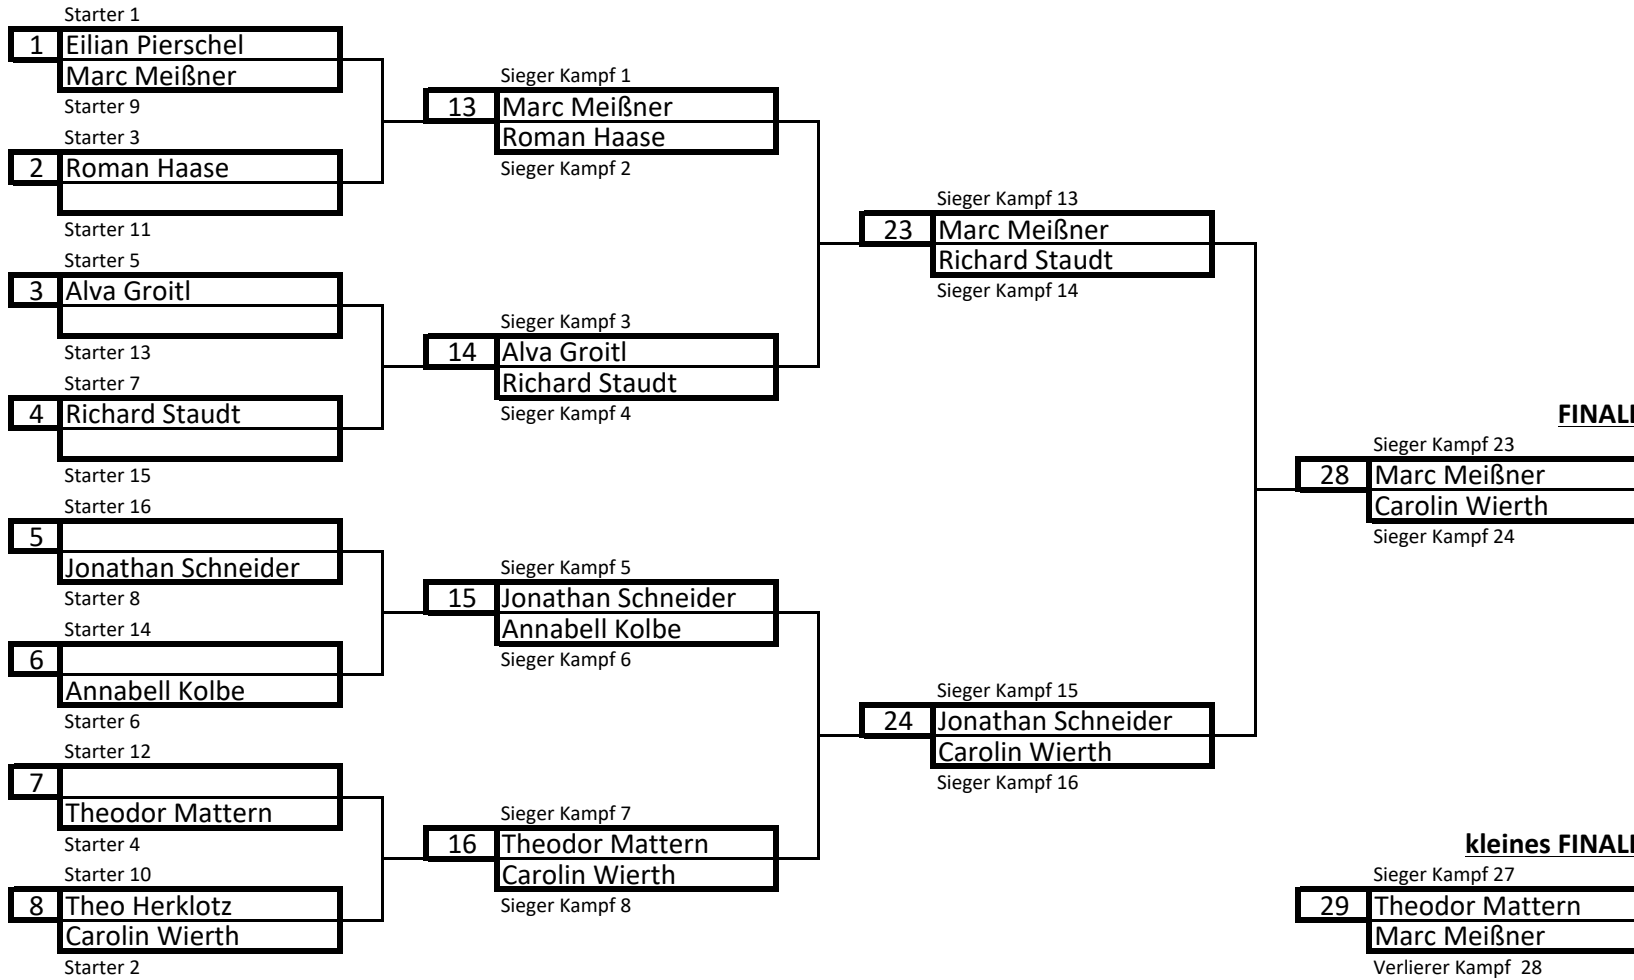 Starter 1
1 Eilian Pierschel
Marc Meißner
Starter 9
Starter 3
2 Roman Haase
Starter 11
Starter 5
3 Alva Groitl
Starter 13
Starter 7
4 Richard Staudt
Starter 15
Starter 16
5
Jonathan Schneider
Starter 8
Starter 14
6
Annabell Kolbe
Starter 6
Starter 12
7
Theodor Mattern
Starter 4
Starter 10
8 Theo Herklotz
Carolin Wierth
Starter 2
Sieger Kampf 1
13 Marc Meißner
Roman Haase
Sieger Kampf 2
Sieger Kampf 3
14 Alva Groitl
Richard Staudt
Sieger Kampf 4
Sieger Kampf 5
15 Jonathan Schneider
Annabell Kolbe
Sieger Kampf 6
Sieger Kampf 7
16 Theodor Mattern
Carolin Wierth
Sieger Kampf 8
Sieger Kampf 13
23 Marc Meißner
Richard Staudt
Sieger Kampf 14
Sieger Kampf 15
24 Jonathan Schneider
Carolin Wierth
Sieger Kampf 16
FINALE
Sieger Kampf 23
28 Marc Meißner
Carolin Wierth
Sieger Kampf 24
kleines FINALE
Sieger Kampf 27
29 Theodor Mattern
Marc Meißner
Verlierer Kampf 28